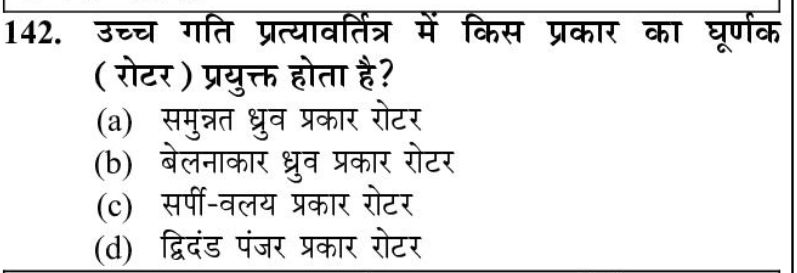 142. उच्च गति प्रत्यावर्तित्र में किस प्रकार का घूर्णक
( रोटर ) प्रयुक्त होता है?
(a) समुन्नत ध्रुव प्रकार रोटर
(b) बेलनाकार ध्रुव प्रकार रोटर
(c) सर्पी-वलय प्रकार रोटर
(d) द्विदंड पंजर प्रकार रोटर